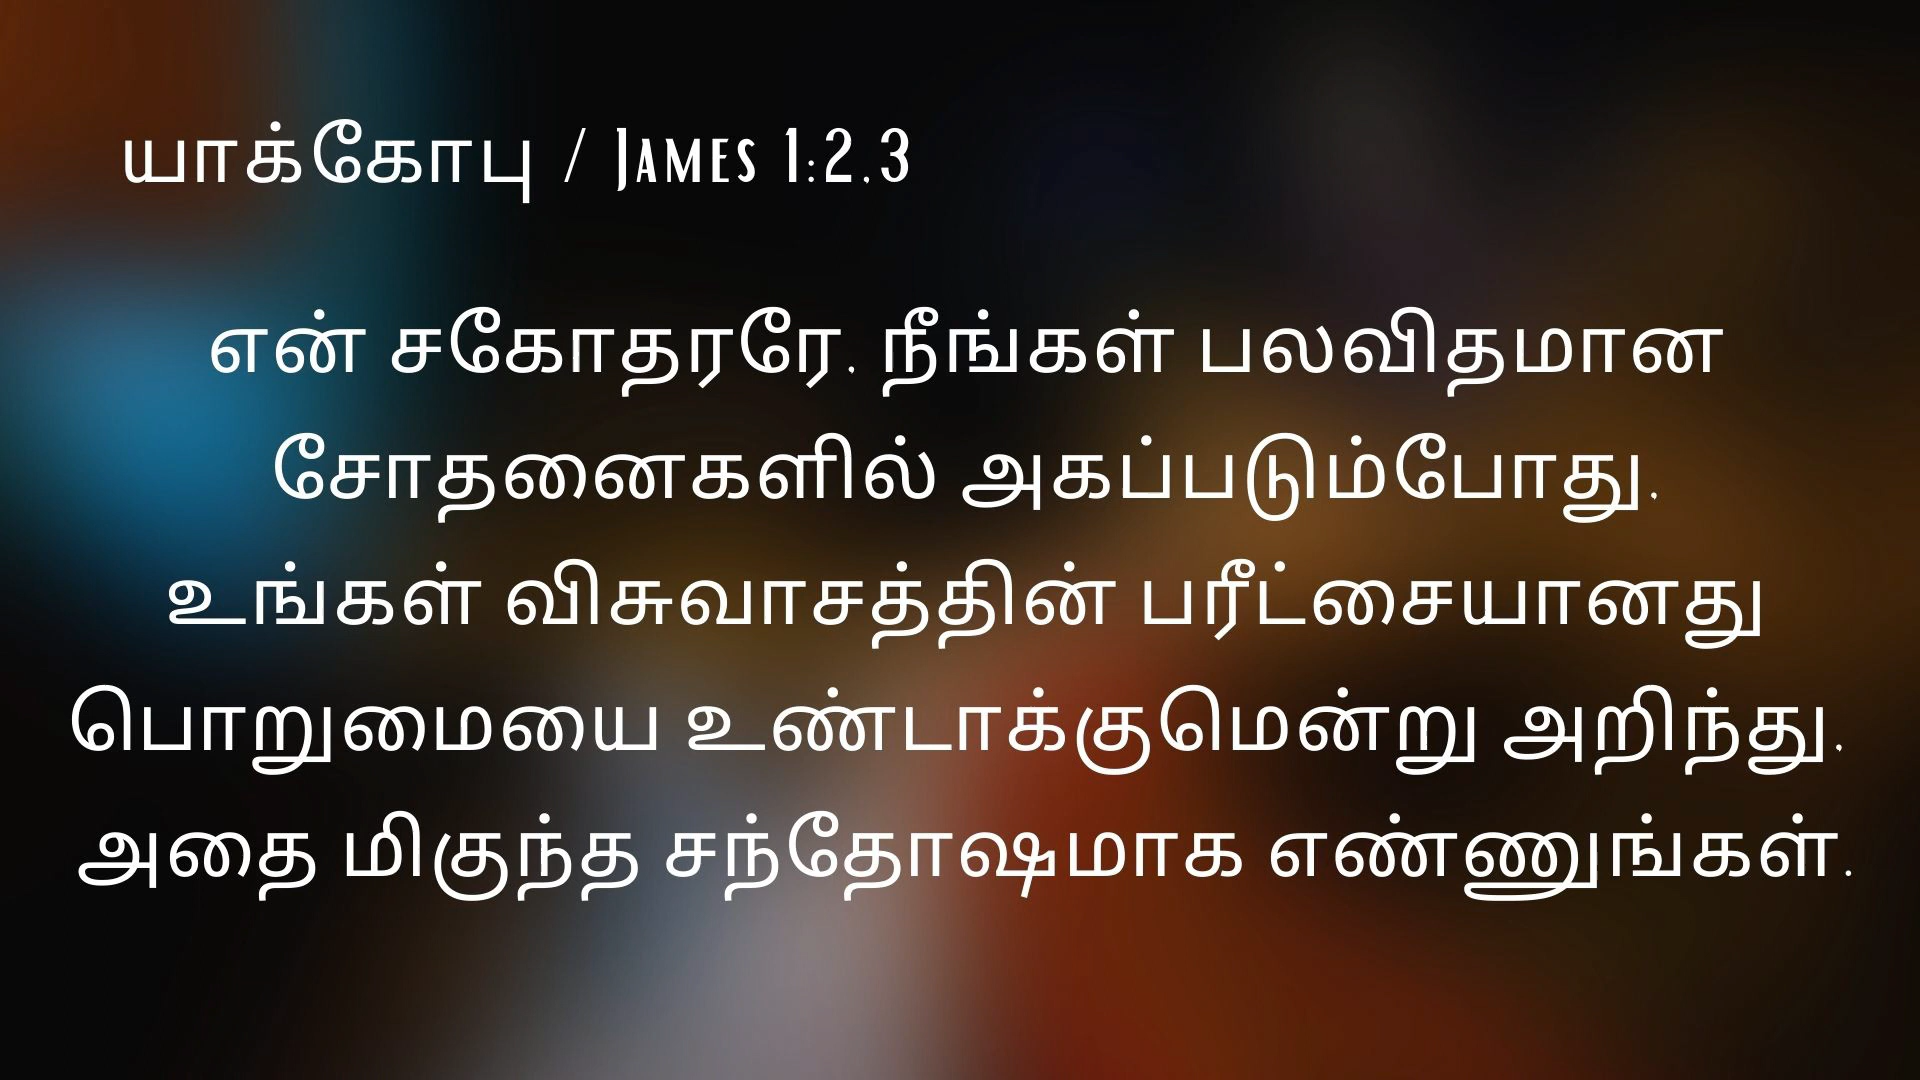 யாக்கோபு / James 1:2,3
என் சகோதரரே, நீங்கள் பலவிதமான
சோதனைகளில் அகப்படும்போது,
உங்கள் விசுவாசத்தின் பரீட்சையானது
பொறுமையை உண்டாக்குமென்று அறிந்து,
அதை மிகுந்த சந்தோஷமாக எண்ணுங்கள்.